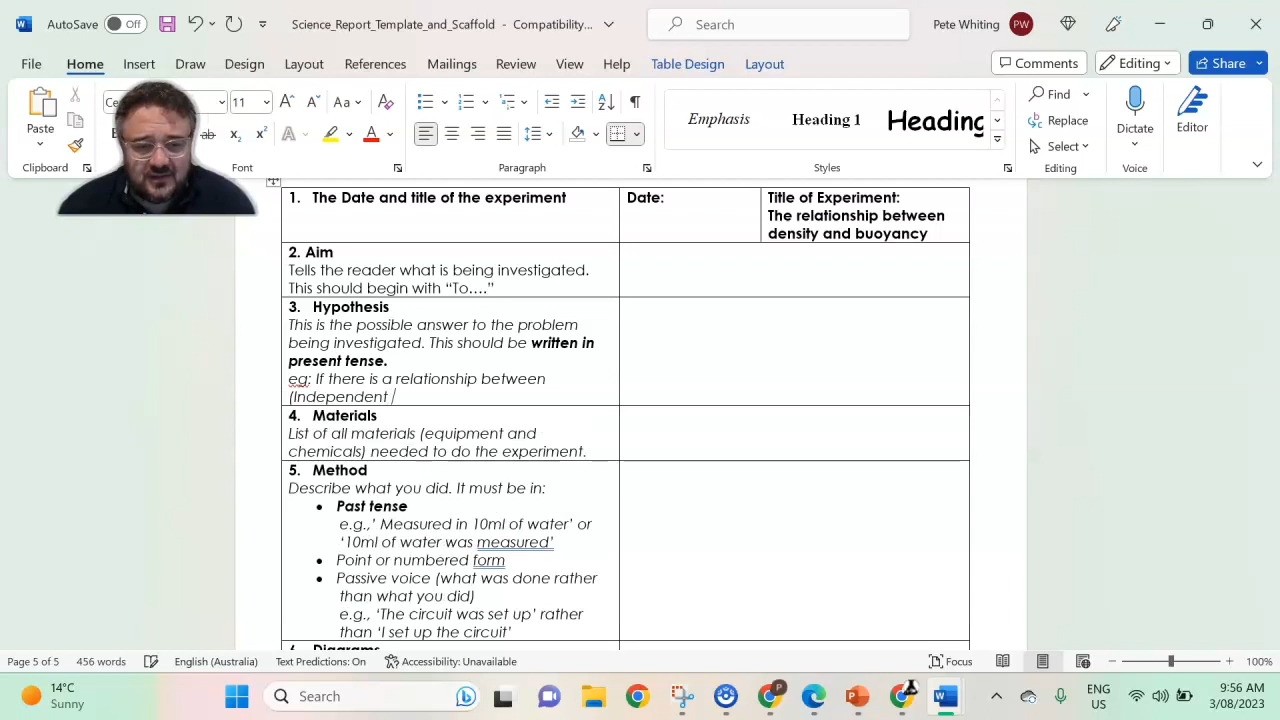 AutoSave Off Science_Report_Template_and_Scaffold - Compatibility... Search Pete Whiting PW
File Home Insert Draw Design Layout References Mailings Review View Help Table Design Layout Comments Editing Share
Paste
11 Aa A
ab x₂ x² A A
Emphasis Heading 1 Heading
Find
Replace
Select
Dictate
Editor
Clipboard Font Paragraph Styles Editing Voice Editor
1. The Date and title of the experiment
Date:
Title of Experiment:
The relationship between
density and buoyancy
2. Aim
Tells the reader what is being investigated.
This should begin with “To....”
3. Hypothesis
This is the possible answer to the problem
being investigated. This should be written in
present tense.
eg: If there is a relationship between
(Independent
4. Materials
List of all materials (equipment and
chemicals) needed to do the experiment.
5. Method
Describe what you did. It must be in:
• Past tense
e.g.,’ Measured in 10ml of water’ or
‘10ml of water was measured’
• Point or numbered form
• Passive voice (what was done rather
than what you did)
e.g., ‘The circuit was set up’ rather
than ‘I set up the circuit’
Page 5 of 5 456 words English (Australia) Text Predictions: On Accessibility: Unavailable Focus 100%
14°C
Sunny
Search
P
ENG
US
9:56 AM
3/08/2023